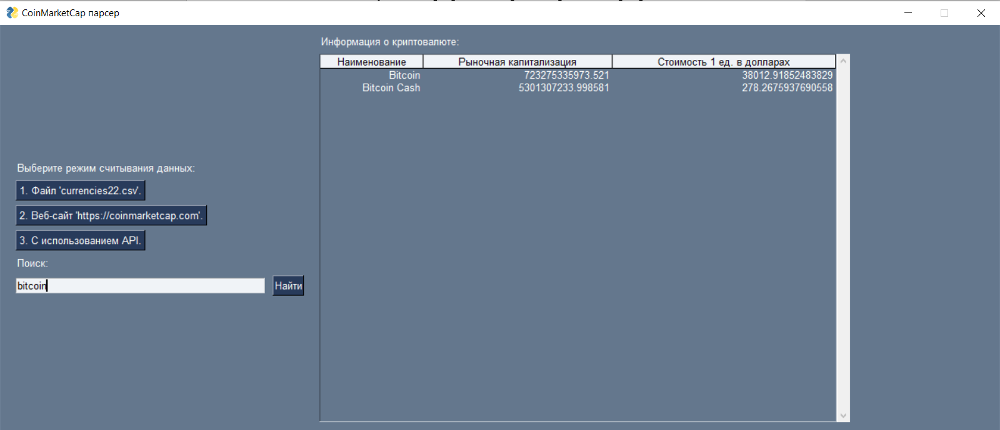 CoinMarketCap парсер
Информация о криптовалюте:
Наименование Рыночная капитализация Стоимость 1 ед. в долларах
Bitcoin 723275335973.521 38012.91852483829
Bitcoin Cash 5301307233.998581 278.2675937690558
Выберите режим считывания данных:
1. Файл 'currencies22.csv'.
2. Веб-сайт 'https://coinmarketcap.com'.
3. С использованием API.
Поиск:
bitcoin Найти